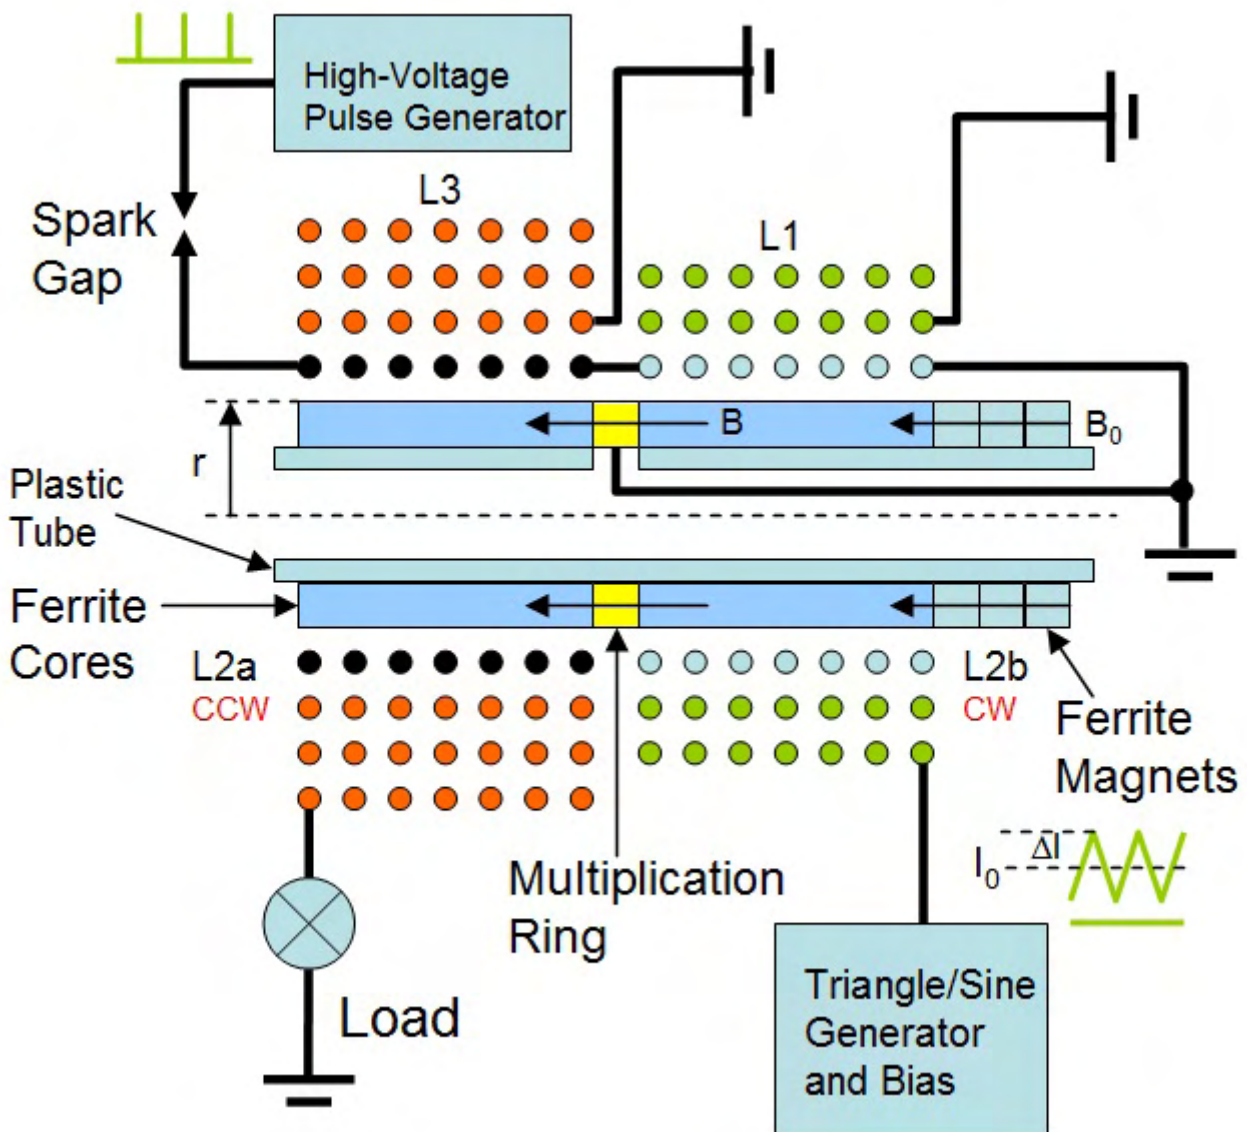 High-Voltage
Pulse Generator
L3
Spark
Gap
L1
B
B₀
r
Plastic
Tube
Ferrite
Cores
L2a
CCW
L2b
CW
Ferrite
Magnets
Multiplication
Ring
I₀
ΔI
Load
Triangle/Sine
Generator
and Bias